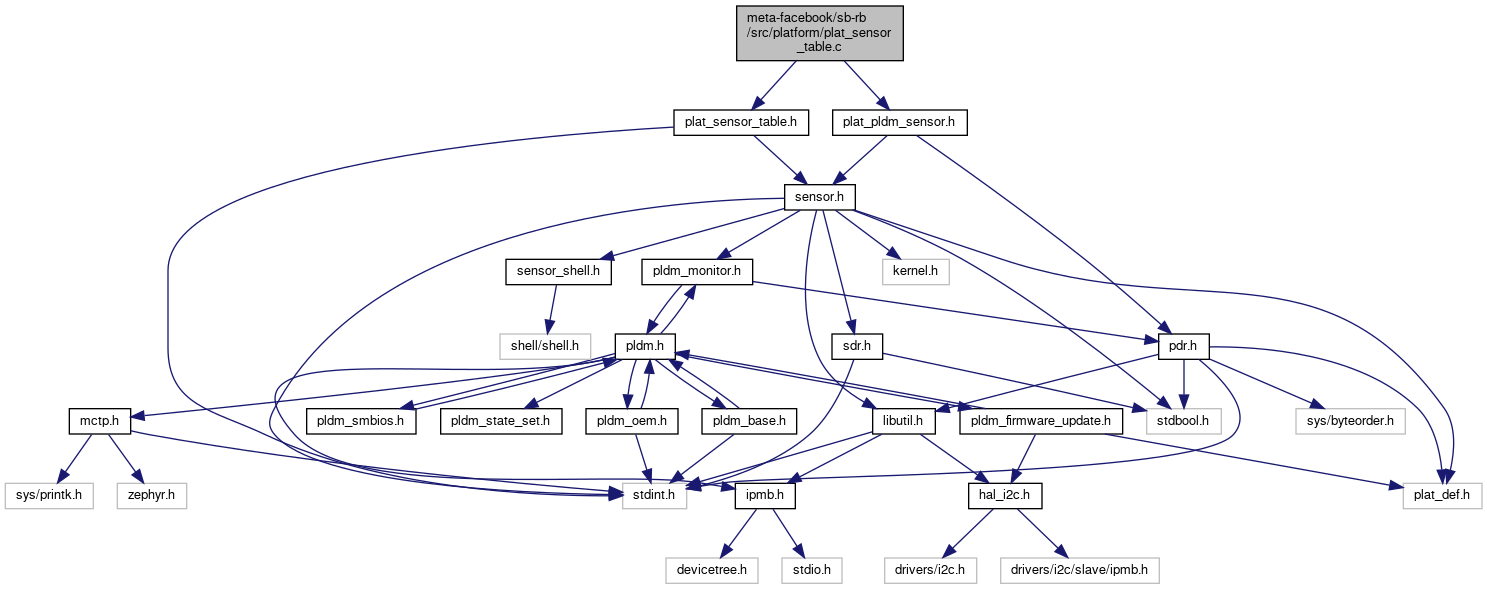 meta-facebook/sb-rb
/src/platform/plat_sensor
_table.c
plat_sensor_table.h
plat_pldm_sensor.h
sensor.h
sensor_shell.h
pldm_monitor.h
kernel.h
shell/shell.h
pldm.h
sdr.h
pdr.h
mctp.h
pldm_smbios.h
pldm_state_set.h
pldm_oem.h
pldm_base.h
libutil.h
pldm_firmware_update.h
stdbool.h
sys/byteorder.h
sys/printk.h
zephyr.h
stdint.h
ipmb.h
hal_i2c.h
plat_def.h
devicetree.h
stdio.h
drivers/i2c.h
drivers/i2c/slave/ipmb.h